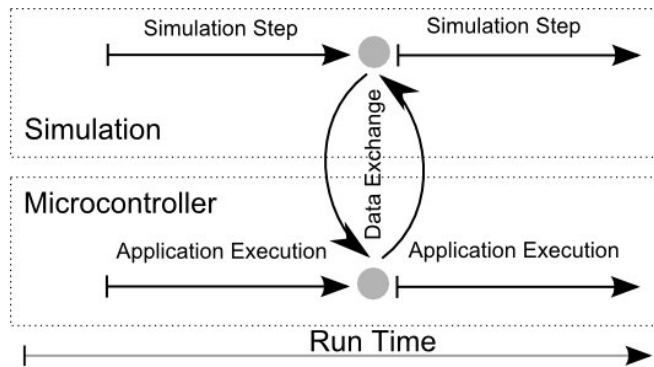 Simulation Step
Simulation Step
Simulation
Data Exchange
Microcontroller
Application Execution
Application Execution
Run Time